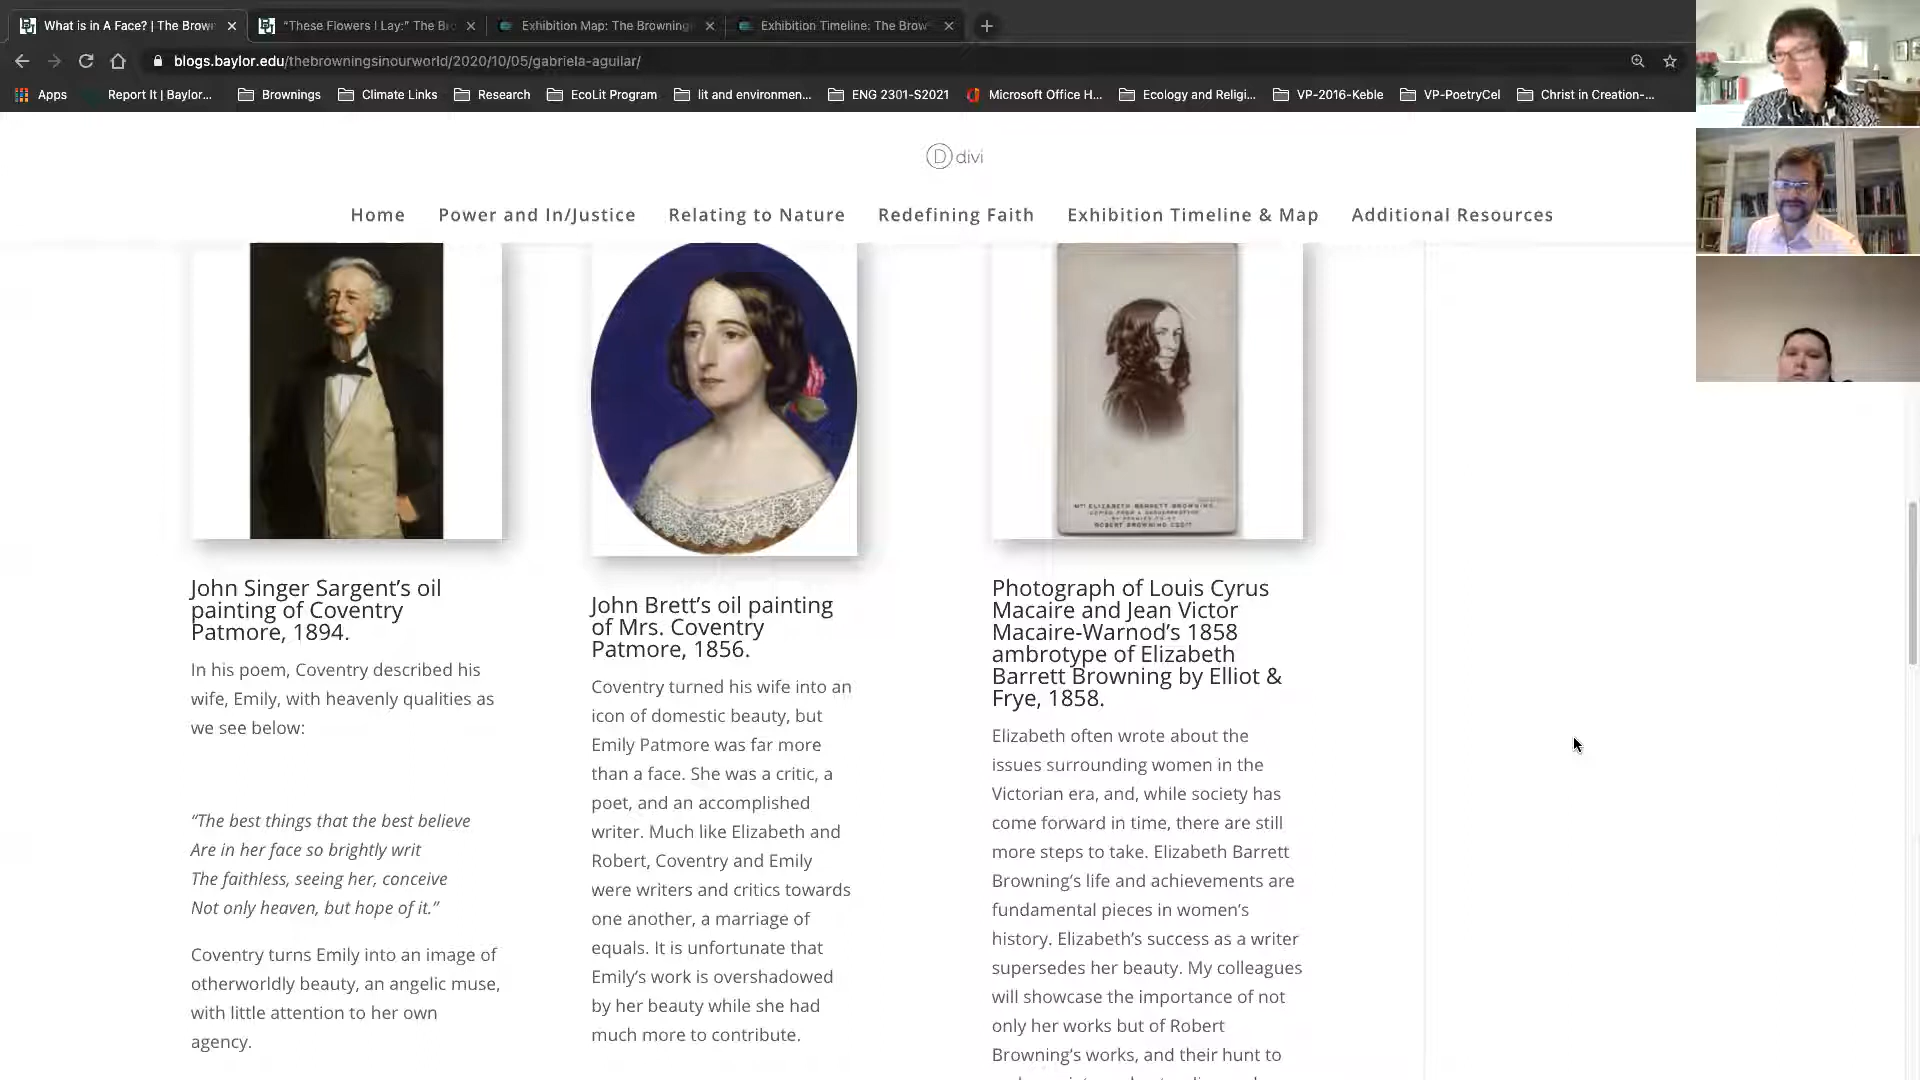 What is in A Face? | The Brown
"These Flowers I Lay:" The Br
Exhibition Map: The Browning
Exhibition Timeline: The Brow
blogs.baylor.edu/thebrowningsinourworld/2020/10/05/gabriela-aguilar/
Apps
Report It | Baylor...
Brownings
Climate Links
Research
EcoLit Program
lit and environmen...
ENG 2301-S2021
Microsoft Office H...
Ecology and Religi...
VP-2016-Keble
VP-PoetryCel
Christ in Creation-...
D divi
Home
Power and In/Justice
Relating to Nature
Redefining Faith
Exhibition Timeline & Map
Additional Resources
John Singer Sargent's oil
painting of Coventry
Patmore, 1894.
In his poem, Coventry described his
wife, Emily, with heavenly qualities as
we see below:
"The best things that the best believe
Are in her face so brightly writ
The faithless, seeing her, conceive
Not only heaven, but hope of it."
Coventry turns Emily into an image of
otherworldly beauty, an angelic muse,
with little attention to her own
agency.
John Brett's oil painting
of Mrs. Coventry
Patmore, 1856.
Coventry turned his wife into an
icon of domestic beauty, but
Emily Patmore was far more
than a face. She was a critic, a
poet, and an accomplished
writer. Much like Elizabeth and
Robert, Coventry and Emily
were writers and critics towards
one another, a marriage of
equals. It is unfortunate that
Emily's work is overshadowed
by her beauty while she had
much more to contribute.
MRS ELIZABETH BARRETT BROWNING.
ROBERT BROWNING
Photograph of Louis Cyrus
Macaire and Jean Victor
Macaire-Warnod's 1858
ambrotype of Elizabeth
Barrett Browning by Elliot &
Frye, 1858.
Elizabeth often wrote about the
issues surrounding women in the
Victorian era, and, while society has
come forward in time, there are still
more steps to take. Elizabeth Barrett
Browning's life and achievements are
fundamental pieces in women's
history. Elizabeth's success as a writer
supersedes her beauty. My colleagues
will showcase the importance of not
only her works but of Robert
Browning's works, and their hunt to